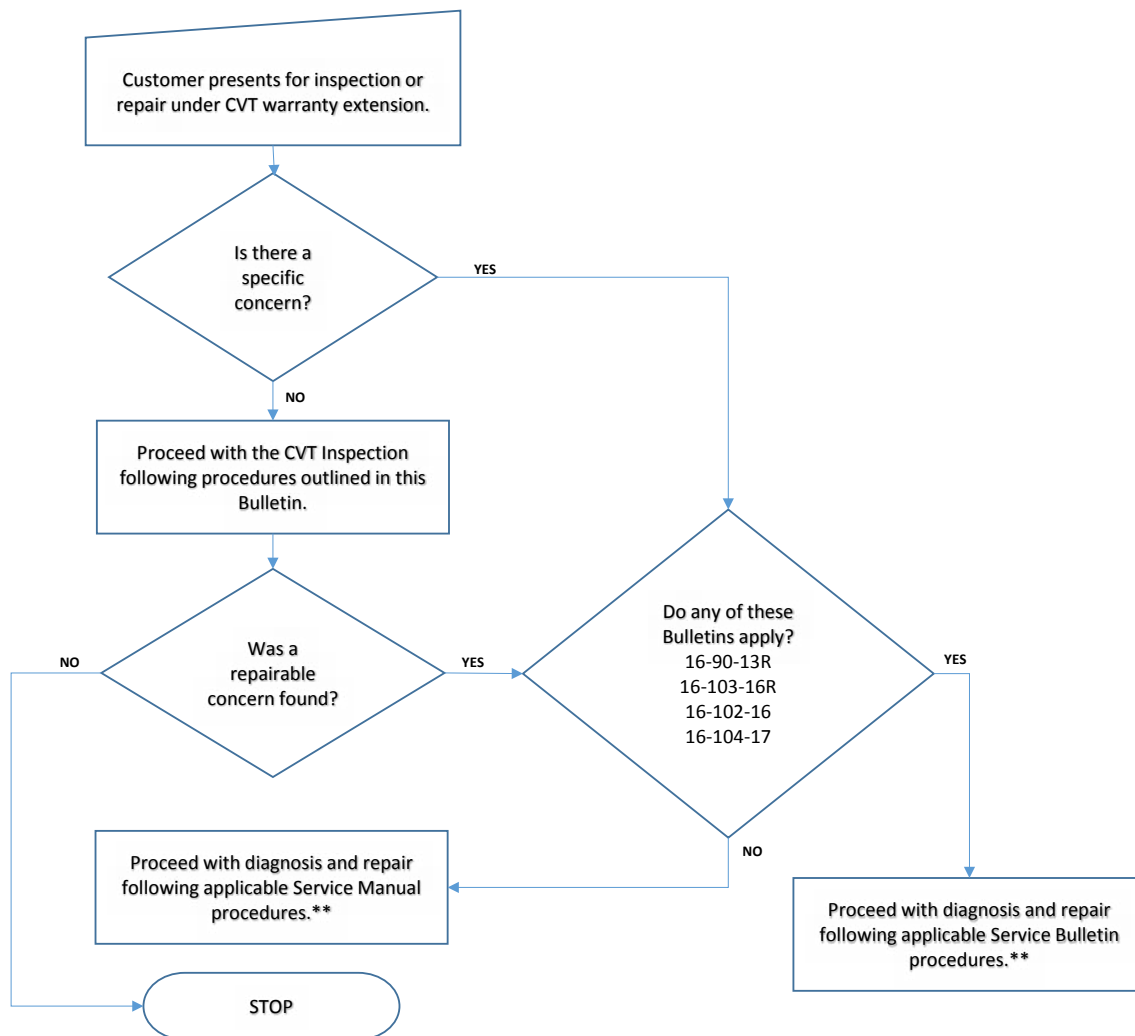 Customer presents for inspection or
repair under CVT warranty extension.
Is there a
specific
concern?
YES
NO
Proceed with the CVT Inspection
following procedures outlined in this
Bulletin.
Was a
repairable
concern found?
NO
YES
Do any of these
Bulletins apply?
16-90-13R
16-103-16R
16-102-16
16-104-17
YES
NO
Proceed with diagnosis and repair
following applicable Service Manual
procedures.**
Proceed with diagnosis and repair
following applicable Service Bulletin
procedures.**
STOP